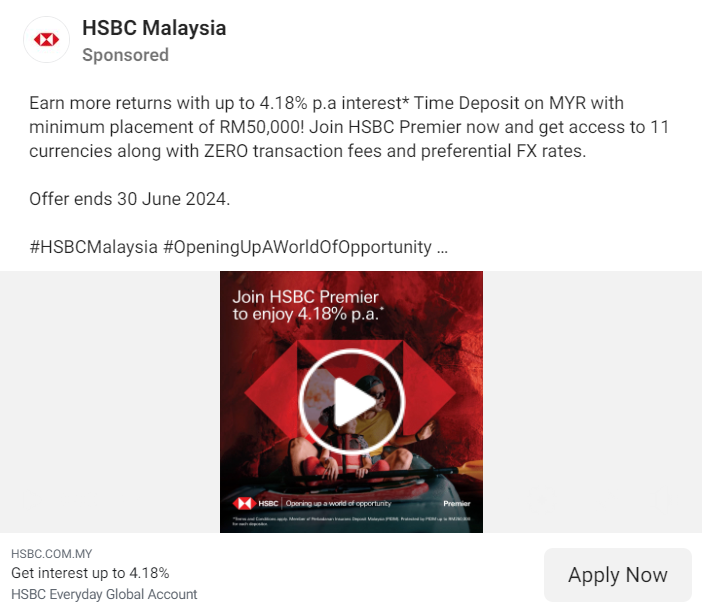 HSBC Malaysia
Sponsored
Earn more returns with up to 4.18% p.a interest* Time Deposit on MYR with
minimum placement of RM50,000! Join HSBC Premier now and get access to 11
currencies along with ZERO transaction fees and preferential FX rates.
Offer ends 30 June 2024.
#HSBCMalaysia #OpeningUpAWorldOfOpportunity ...
Join HSBC Premier
to enjoy 4.18% p.a.*
HSBC | Opening up a world of opportunity
Premier
*Terms and Conditions apply. Member of Perbadanan Insurans Deposit Malaysia (PIDM). Protected by PIDM up to RM250,000
for each depositor.
HSBC.COM.MY
Get interest up to 4.18%
HSBC Everyday Global Account
Apply Now